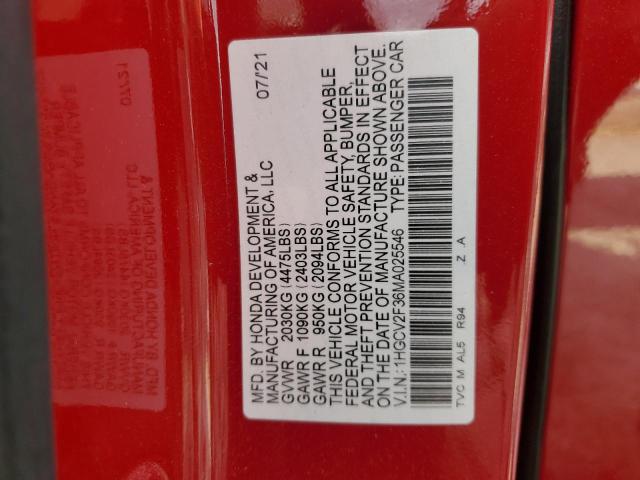 MFD. BY HONDA DEVELOPMENT & 07/'21
MANUFACTURING OF AMERICA, LLC
GVWR 2030KG (4475LBS)
GAWR F 1090KG (2403LBS)
GAWR R 950KG (2094LBS)
THIS VEHICLE CONFORMS TO ALL APPLICABLE
FEDERAL MOTOR VEHICLE SAFETY, BUMPER,
AND THEFT PREVENTION STANDARDS IN EFFECT
ON THE DATE OF MANUFACTURE SHOWN ABOVE.
V.I.N.: 1HGCV2F36MA025546 TYPE: PASSENGER CAR
TVC M AL5 R94 .Z .A